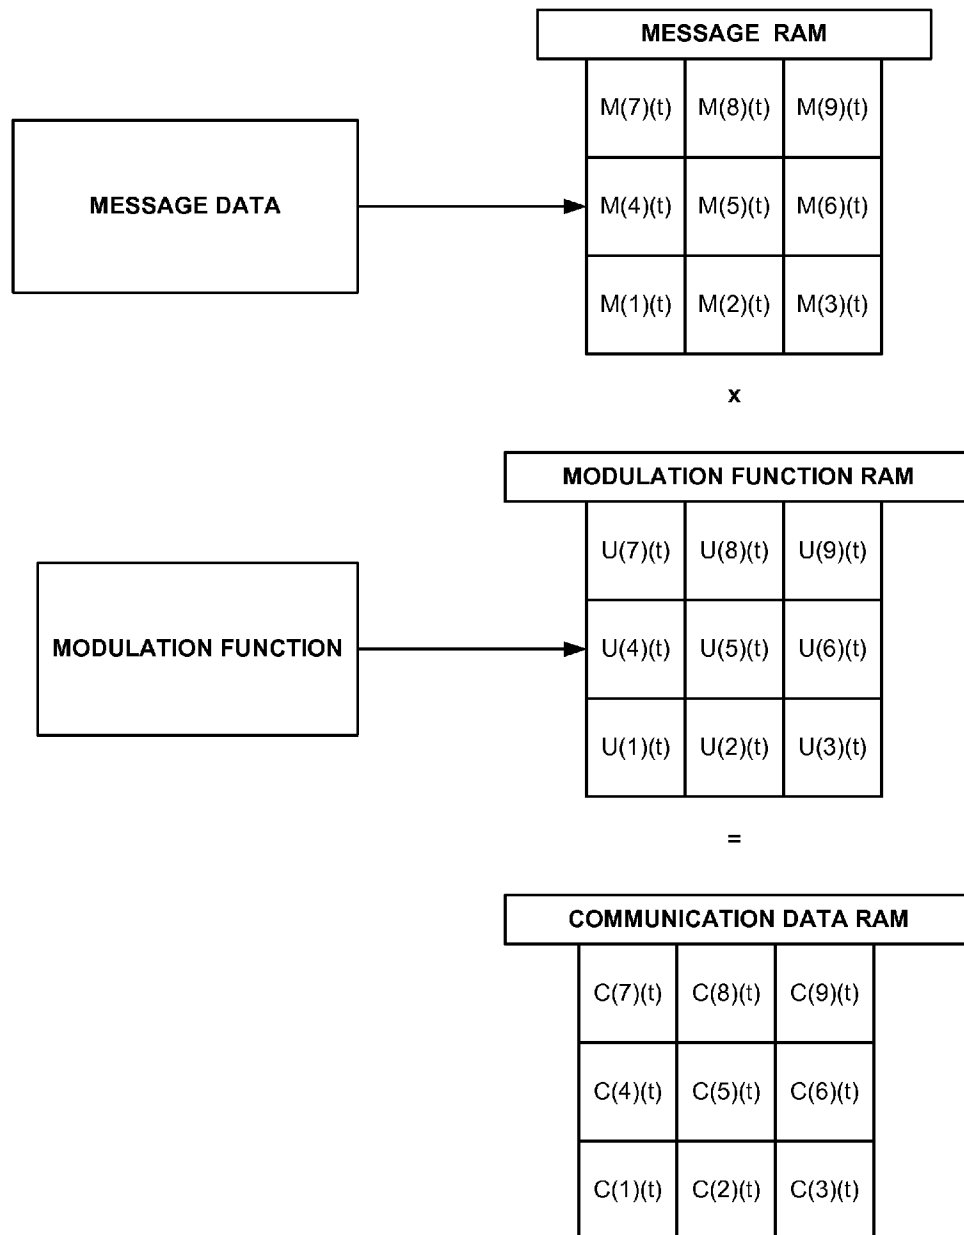 MESSAGE RAM
M(7)(t) M(8)(t) M(9)(t)
MESSAGE DATA
M(4)(t) M(5)(t) M(6)(t)
M(1)(t) M(2)(t) M(3)(t)
x
MODULATION FUNCTION RAM
U(7)(t) U(8)(t) U(9)(t)
MODULATION FUNCTION
U(4)(t) U(5)(t) U(6)(t)
U(1)(t) U(2)(t) U(3)(t)
=
COMMUNICATION DATA RAM
C(7)(t) C(8)(t) C(9)(t)
C(4)(t) C(5)(t) C(6)(t)
C(1)(t) C(2)(t) C(3)(t)